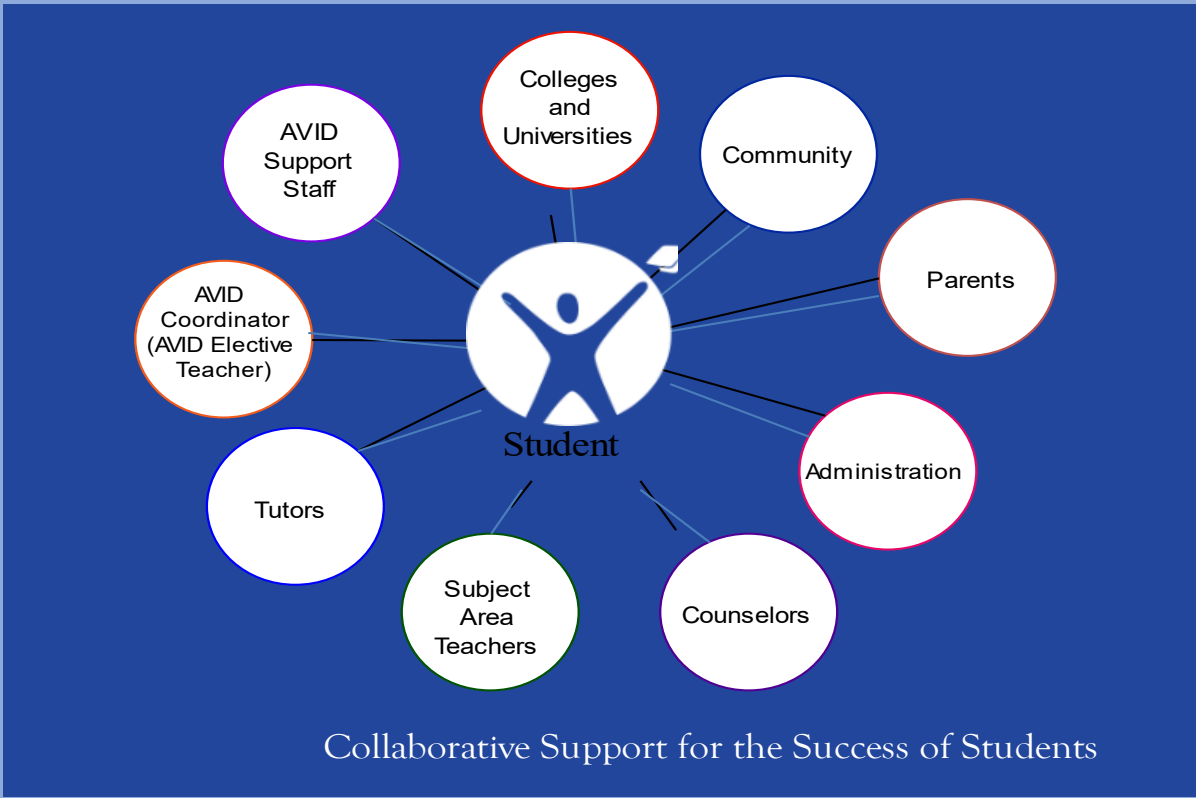 Colleges
and
Universities
Community
Parents
Administration
Counselors
Subject
Area
Teachers
Tutors
AVID
Coordinator
(AVID Elective
Teacher)
AVID
Support
Staff
Student
Collaborative Support for the Success of Students